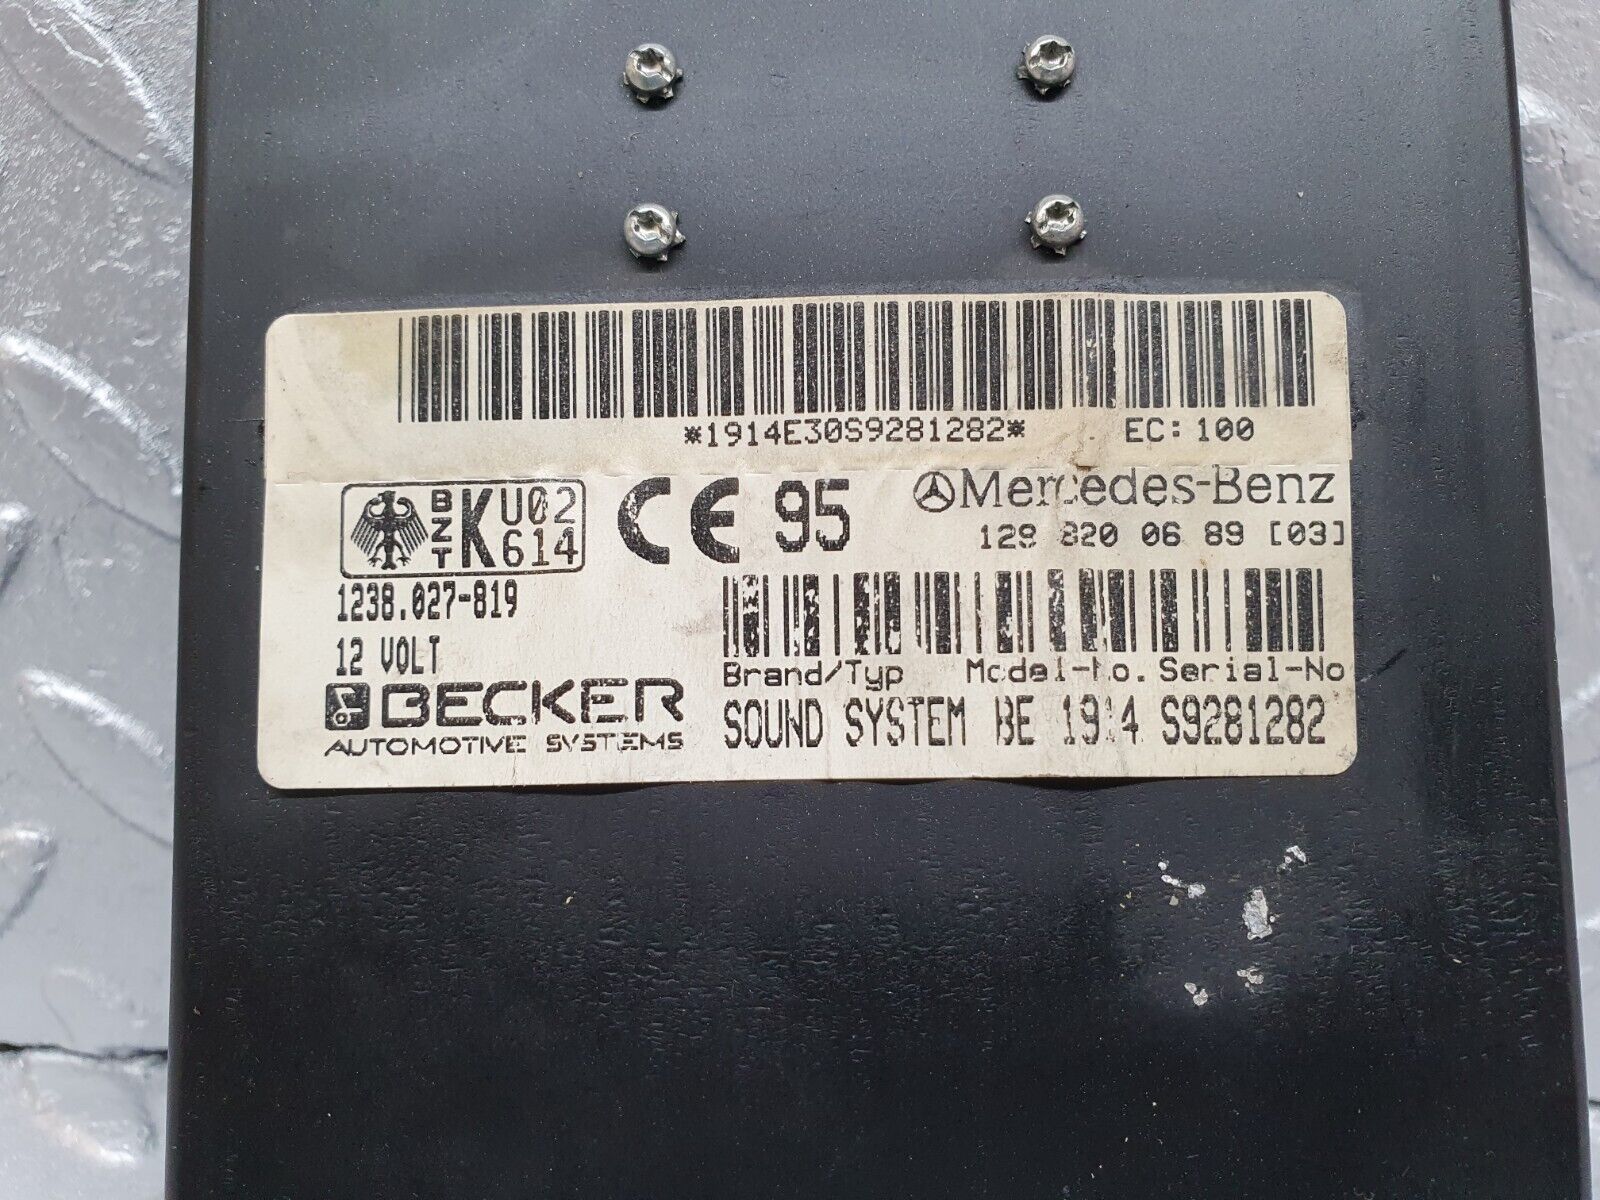 *1914E30S9281282* EC: 100
BZT K U02 614
CE 95
Mercedes-Benz
129 820 06 89 [03]
1238.027-819
12 VOLT
BECKER
AUTOMOTIVE SYSTEMS
Brand/Typ Model-No. Serial-No
SOUND SYSTEM BE 1914 S9281282